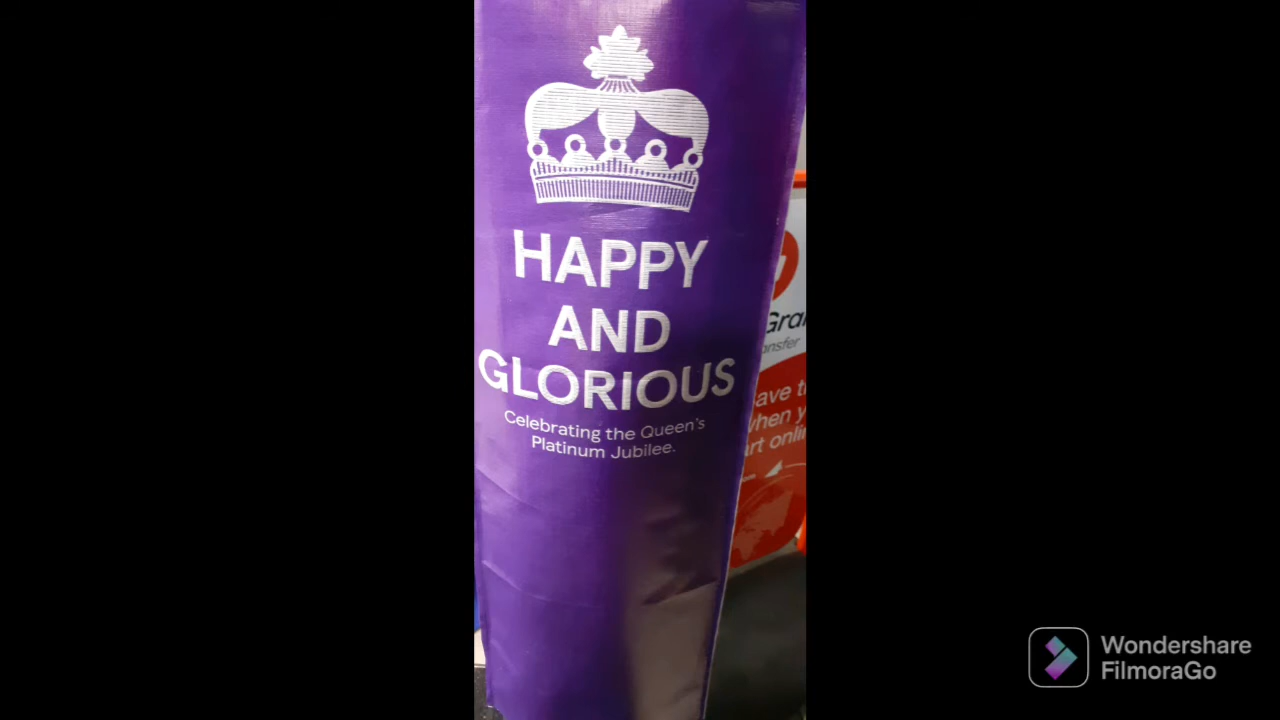 HAPPY
AND
GLORIOUS
Celebrating the Queen's
Platinum Jubilee.
Wondershare
FilmoraGo